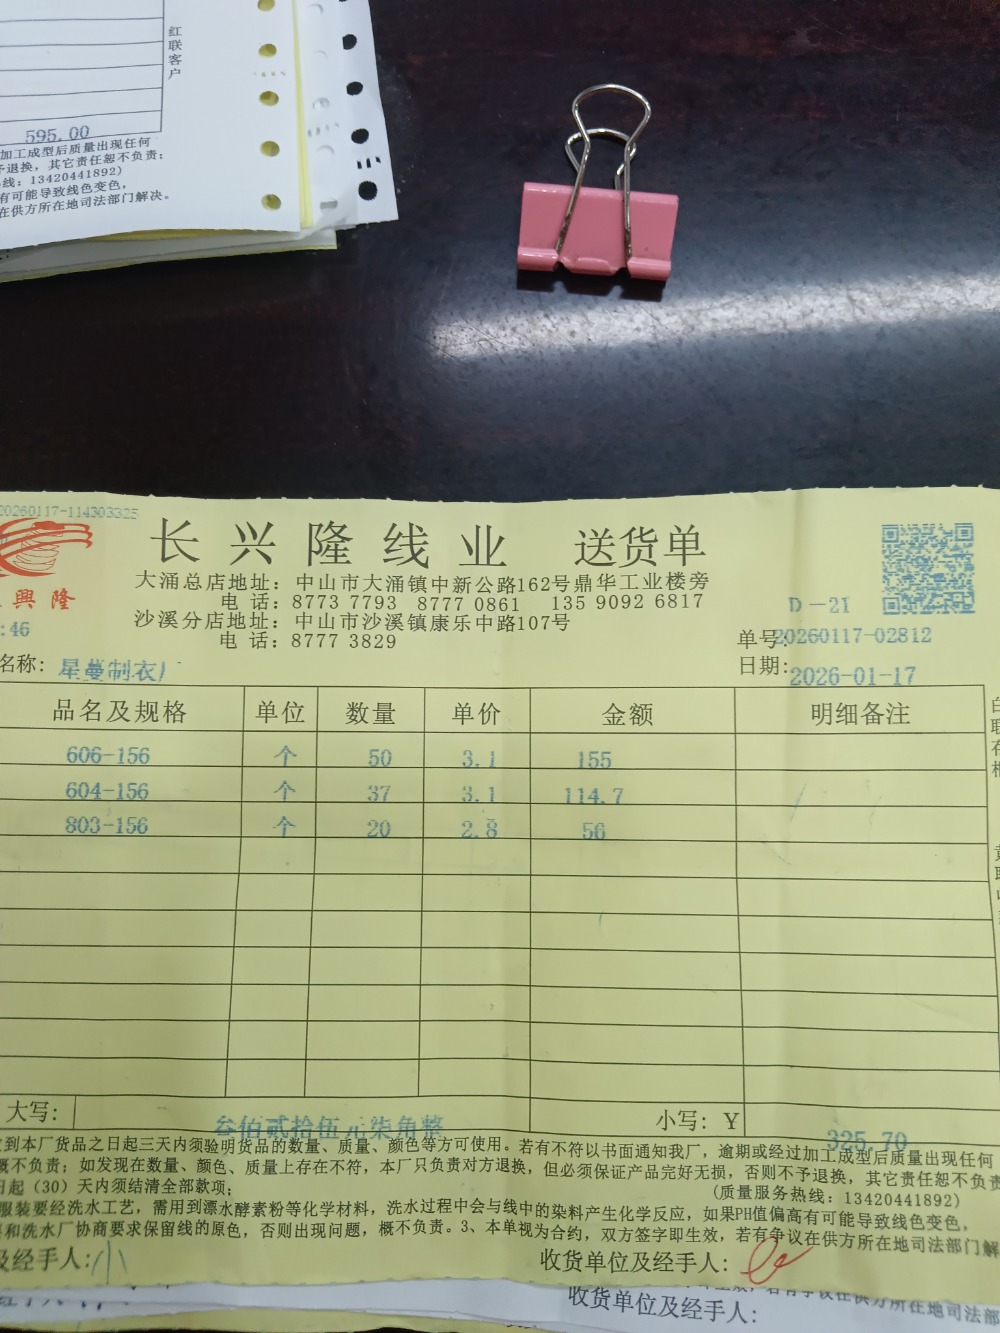 红联客户
595.00
加工成型后质量出现任何
予退换，其它责任恕不负责；
线：13420441892）
有可能导致线色变色，
在供方所在地司法部门解决。
20260117-114303325
興隆
:46
长兴隆线业 送货单
大涌总店地址：中山市大涌镇中新公路162号鼎华工业楼旁
电话：8773 7793 8777 0861 135 9092 6817
沙溪分店地址：中山市沙溪镇康乐中路107号
电话：8777 3829
D-21
单号:20260117-02812
日期:2026-01-17
名称：星蔓制衣厂
品名及规格 单位 数量 单价 金额 明细备注
606-156 个 50 3.1 155
604-156 个 37 3.1 114.7
803-156 个 20 2.8 56
大写：叁佰贰拾伍元柒角整 小写：¥ 325.70
到本厂货品之日起三天内须验明货品的数量、质量、颜色等方可使用。若有不符以书面通知我厂，逾期或经过加工成型后质量出现任何
概不负责；如发现在数量、颜色、质量上存在不符，本厂只负责对方退换，但必须保证产品完好无损，否则不予退换，其它责任恕不负责
日起（30）天内须结清全部款项；
（质量服务热线：13420441892）
服装要经洗水工艺，需用到漂水酵素粉等化学材料，洗水过程中会与线中的染料产生化学反应，如果PH值偏高有可能导致线色变色，
和洗水厂协商要求保留线的原色，否则出现问题，概不负责。3、本单视为合约，双方签字即生效，若有争议在供方所在地司法部门解
及经手人： 收货单位及经手人：
收货单位及经手人：